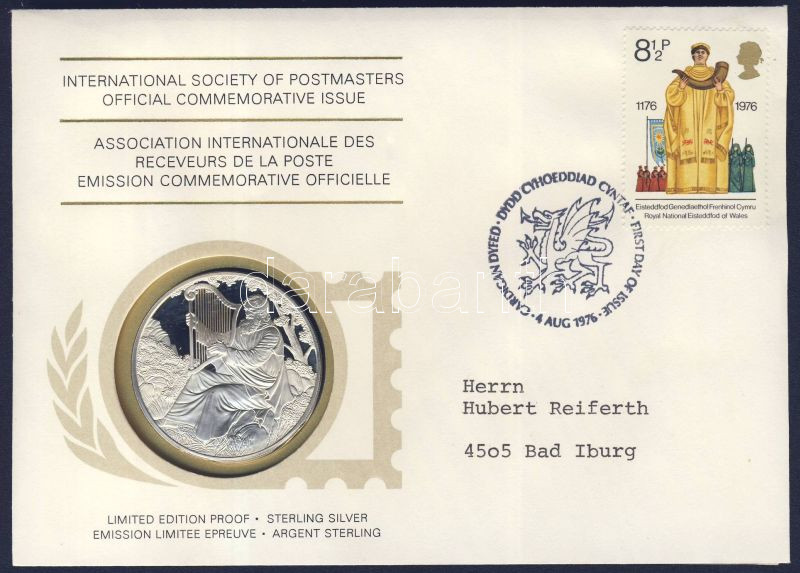 INTERNATIONAL SOCIETY OF POSTMASTERS
OFFICIAL COMMEMORATIVE ISSUE
ASSOCIATION INTERNATIONALE DES
RECEVEURS DE LA POSTE
EMISSION COMMEMORATIVE OFFICIELLE
8½P
1176 1976
Eisteddfod Genedlaethol Frenhinol Cymru
Royal National Eisteddfod of Wales
CARDIGAN DYFED · DYDD CYHOEDDIAD CYNTAF · FIRST DAY OF ISSUE ·
4 AUG 1976
darabanth
Herrn
Hubert Reiferth
4505 Bad Iburg
LIMITED EDITION PROOF · STERLING SILVER
EMISSION LIMITEE EPREUVE · ARGENT STERLING